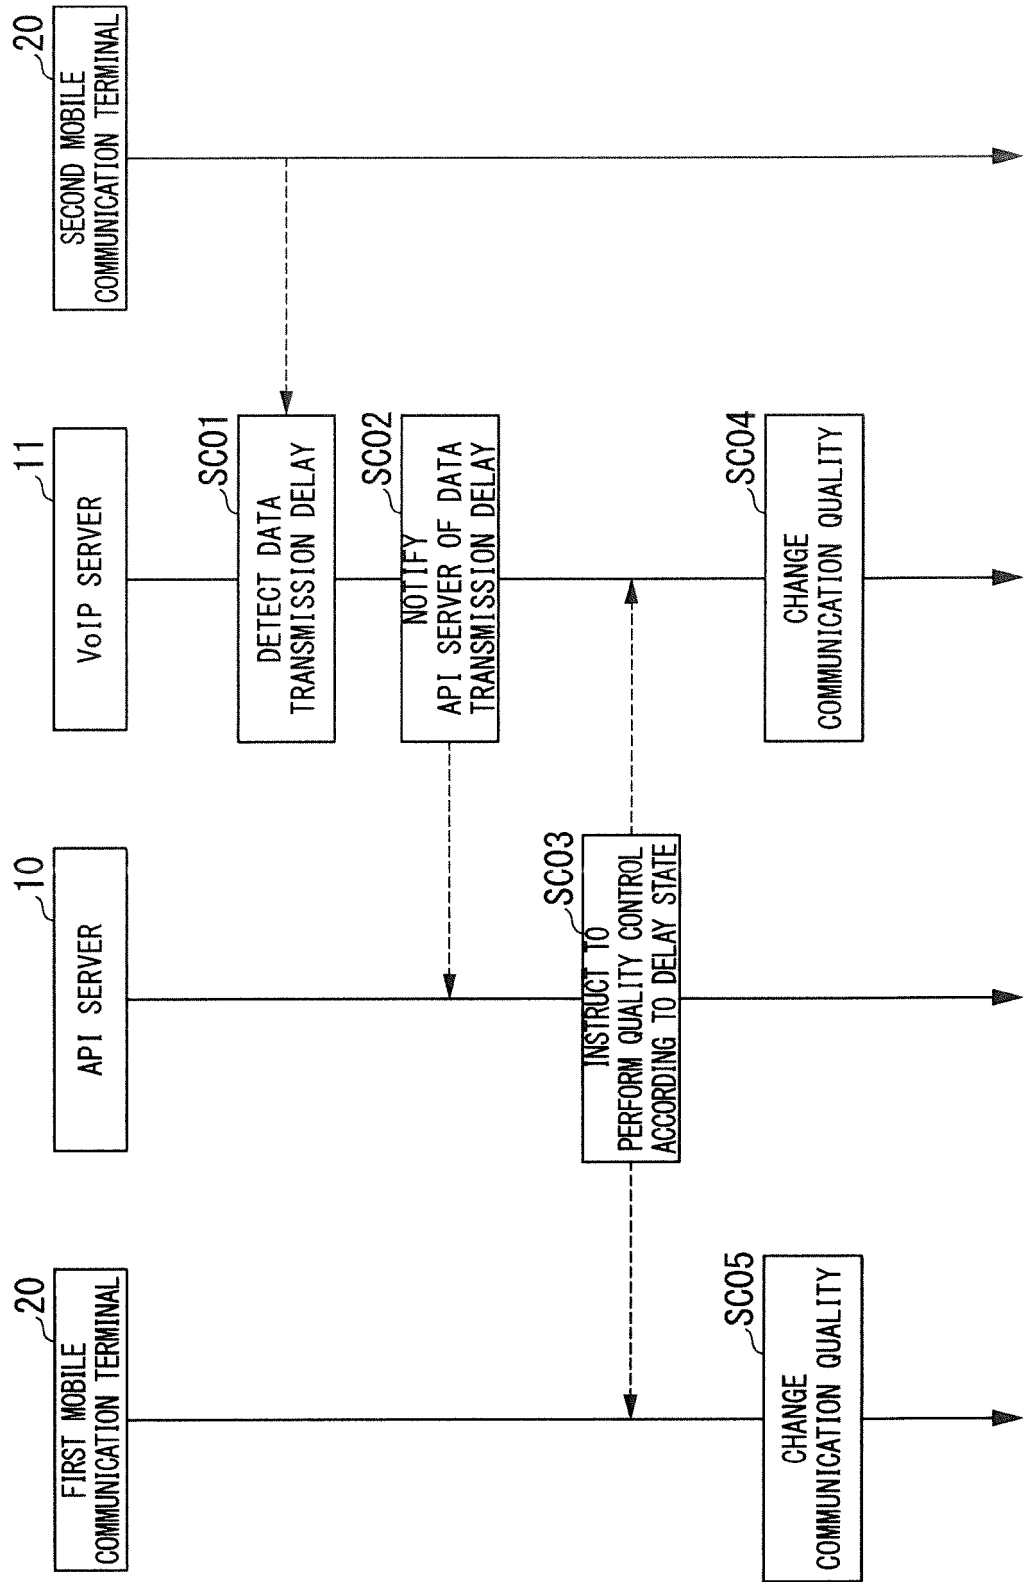 20
FIRST MOBILE
COMMUNICATION TERMINAL
10
API SERVER
11
VoIP SERVER
20
SECOND MOBILE
COMMUNICATION TERMINAL
SC01
DETECT DATA
TRANSMISSION DELAY
SC02
NOTIFY
API SERVER OF DATA
TRANSMISSION DELAY
SC03
INSTRUCT TO
PERFORM QUALITY CONTROL
ACCORDING TO DELAY STATE
SC05
CHANGE
COMMUNICATION QUALITY
SC04
CHANGE
COMMUNICATION QUALITY